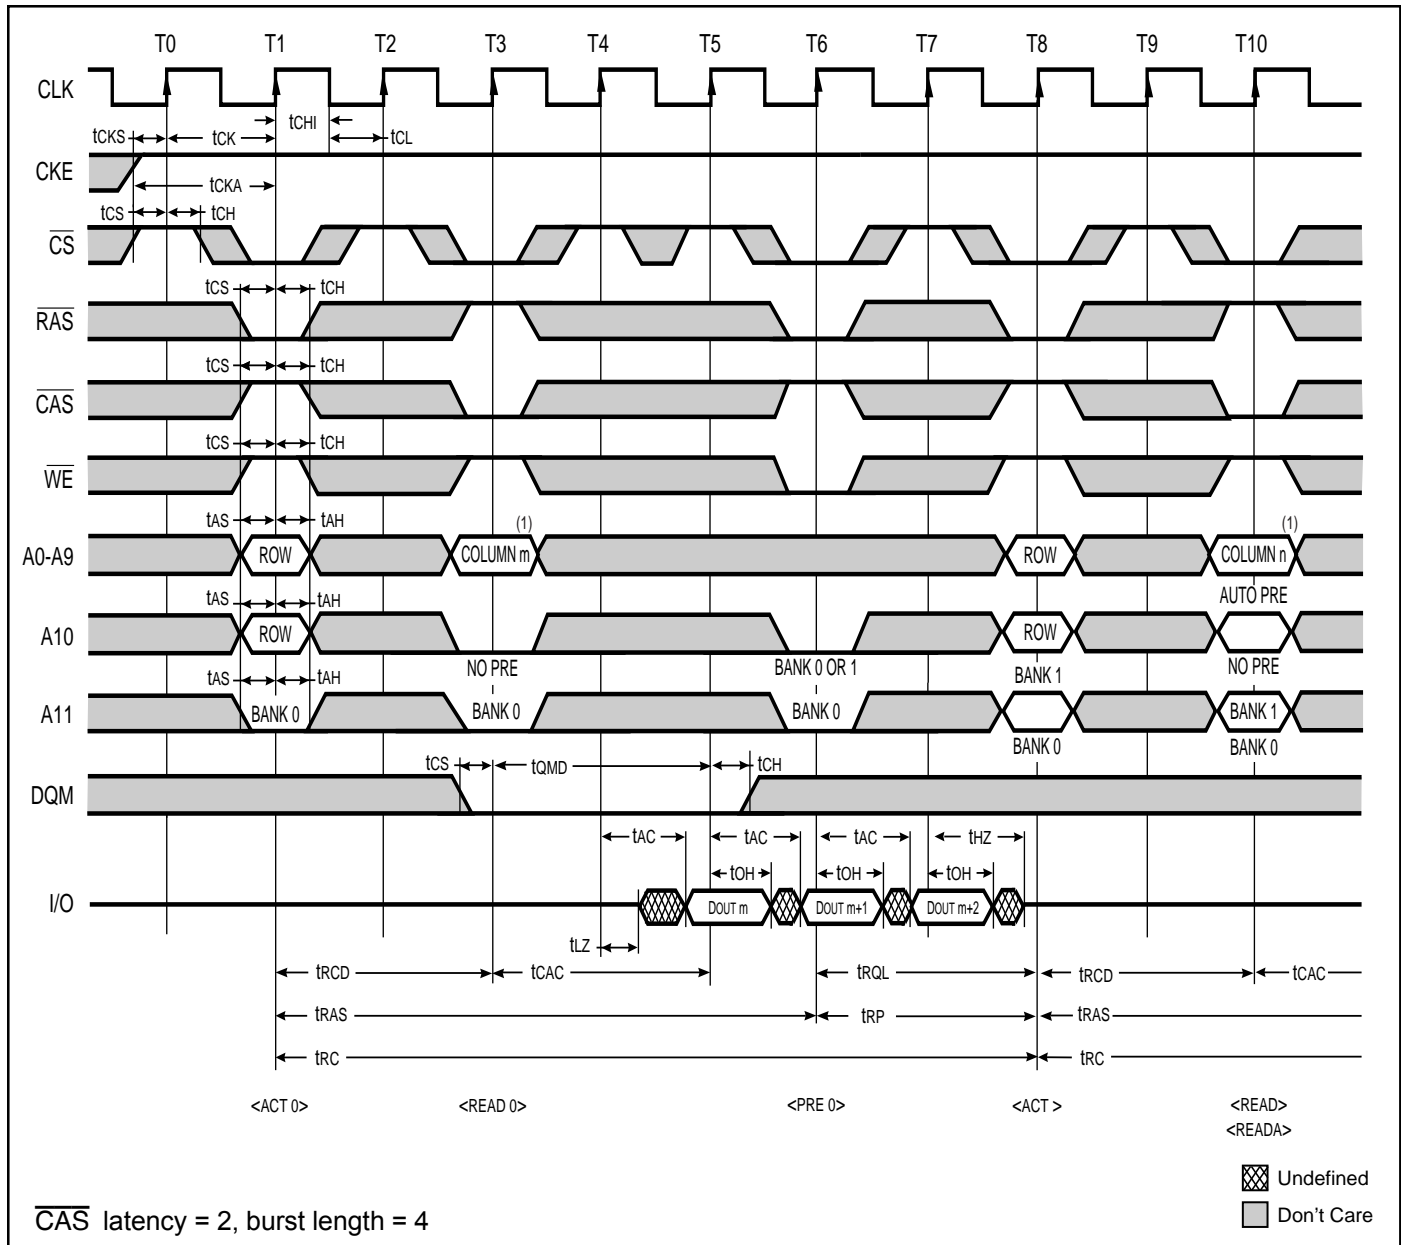 T0 T1 T2 T3 T4 T5 T6 T7 T8 T9 T10
CLK
tCHI
tCKS tCK tCL
CKE
tCKA
tCS tCH
CS
tCS tCH
RAS
tCS tCH
CAS
tCS tCH
WE
tAS tAH (1) (1)
A0-A9 ROW COLUMN m ROW COLUMN n
tAS tAH AUTO PRE
A10 ROW ROW
NO PRE BANK 0 OR 1 BANK 1 NO PRE
tAS tAH
A11 BANK 0 BANK 0 BANK 0 BANK 1
BANK 0 BANK 0
tCS tQMD tCH
DQM
tAC tAC tAC tHZ
tOH tOH tOH
I/O DOUT m DOUT m+1 DOUT m+2
tLZ
tRCD tCAC tRQL tRCD tCAC
tRAS tRP tRAS
tRC tRC
<ACT 0> <READ 0> <PRE 0> <ACT > <READ>
<READA>
Undefined
Don't Care
CAS latency = 2, burst length = 4